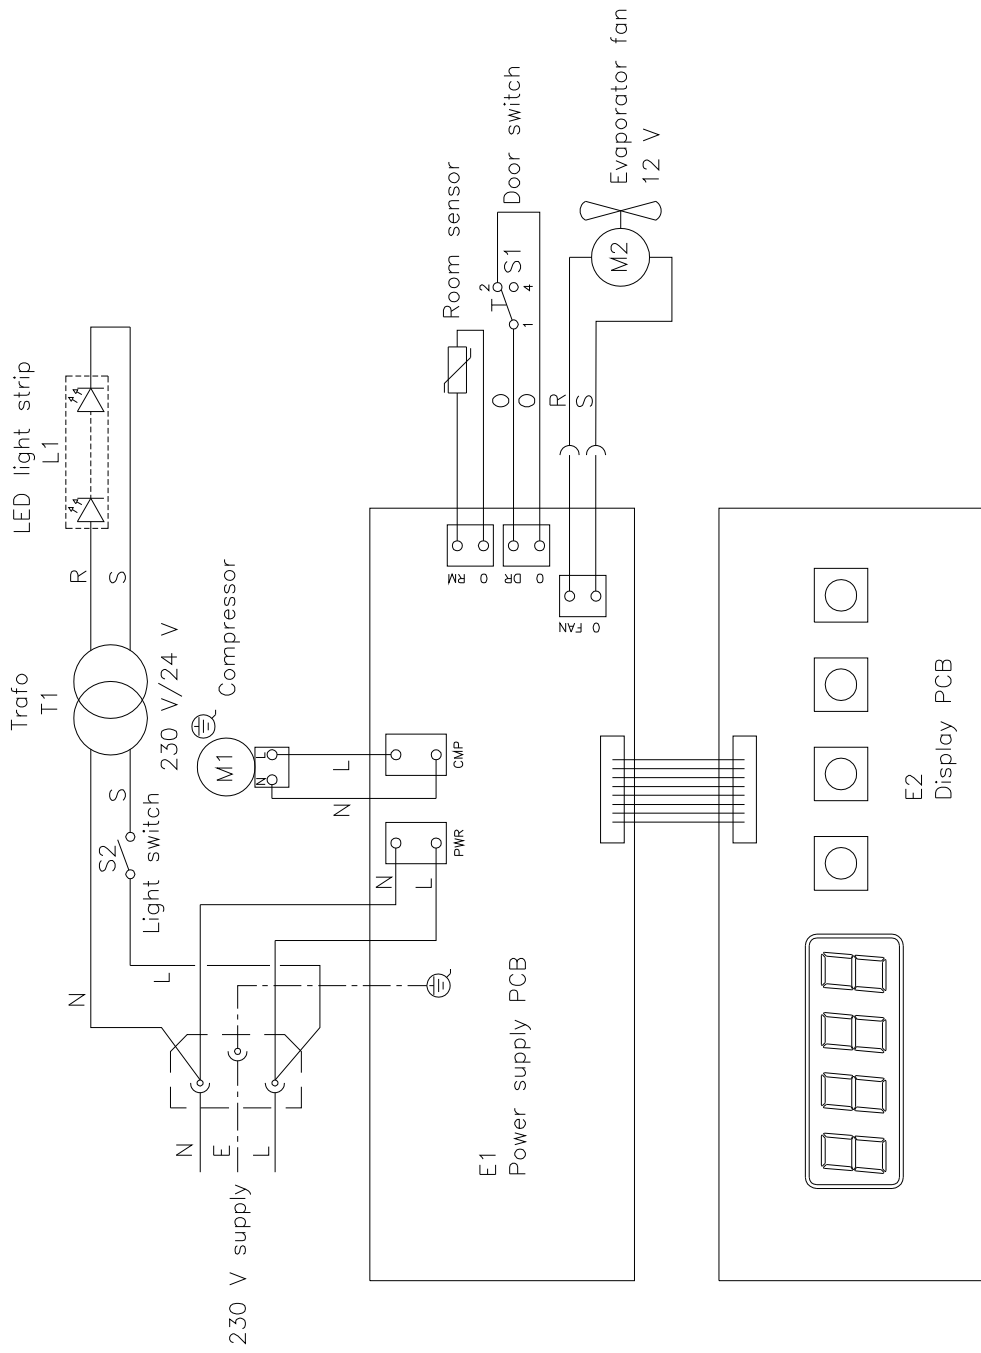 LED light strip
L1
R
S
Trafo
T1
230 V/24 V
S
S2
Light switch
N
L
Compressor
M1
N
L
L
N
CMP
PWR
N
L
N
E
L
230 V supply
Room sensor
Door switch
2
S1
1
4
O
O
R
S
M2
Evaporator fan
12 V
RM
0
DR
0
FAN
0
E1
Power supply PCB
E2
Display PCB